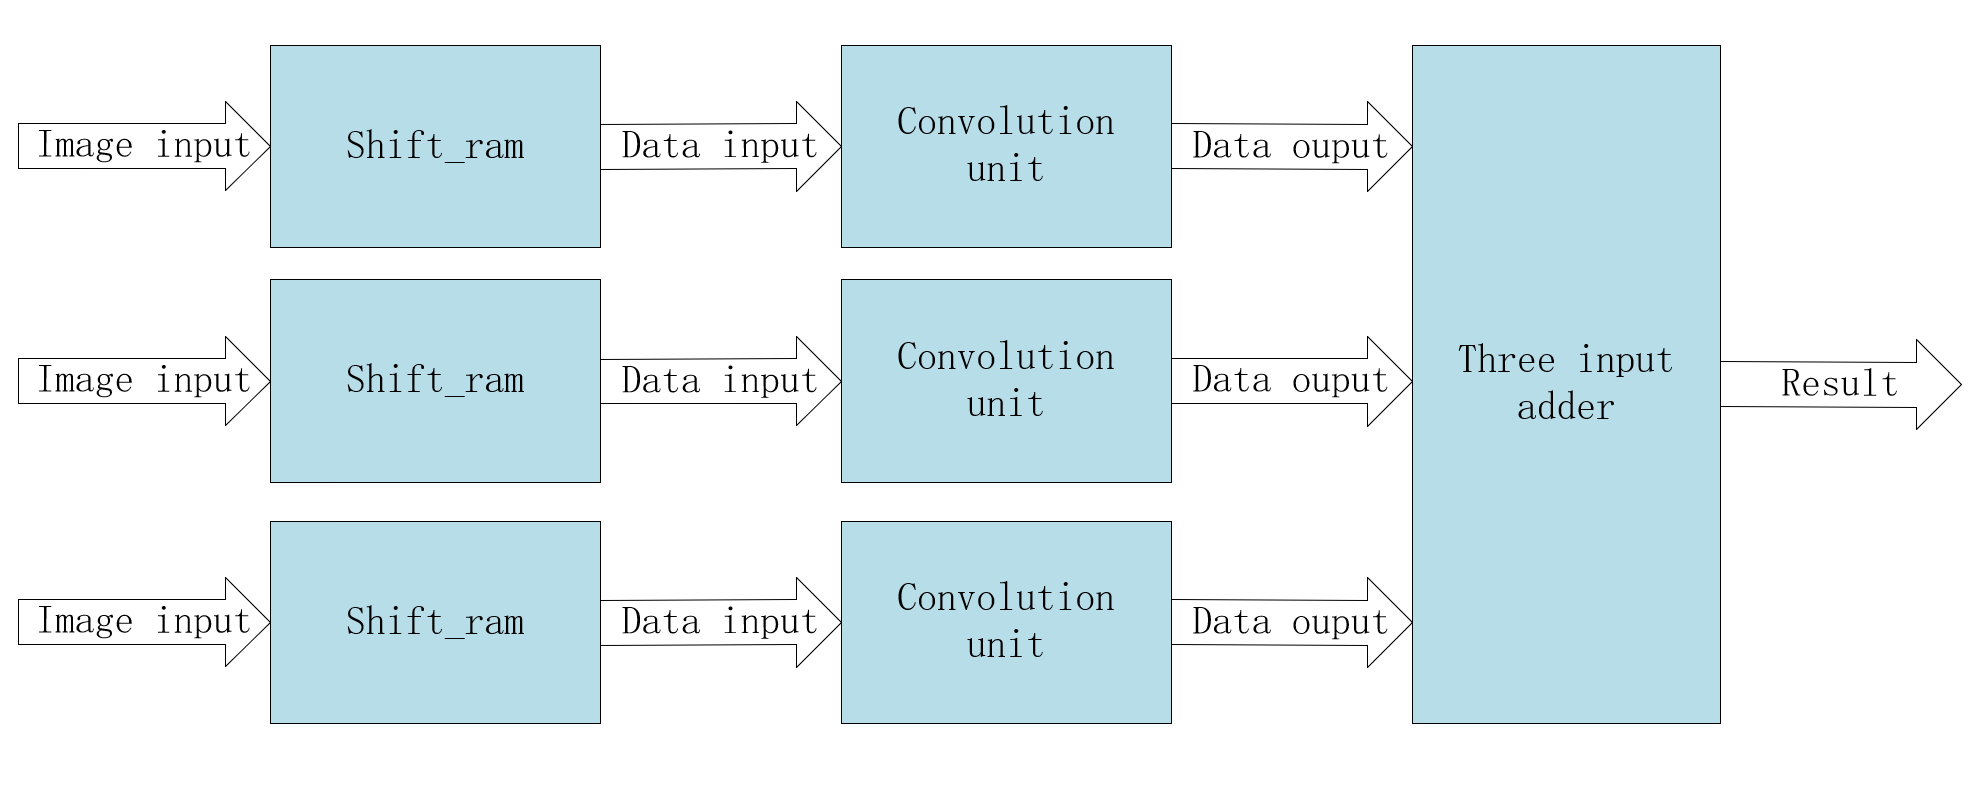 Image input
Shift_ram
Data input
Convolution
unit
Data ouput
Image input
Shift_ram
Data input
Convolution
unit
Data ouput
Three input
adder
Result
Image input
Shift_ram
Data input
Convolution
unit
Data ouput